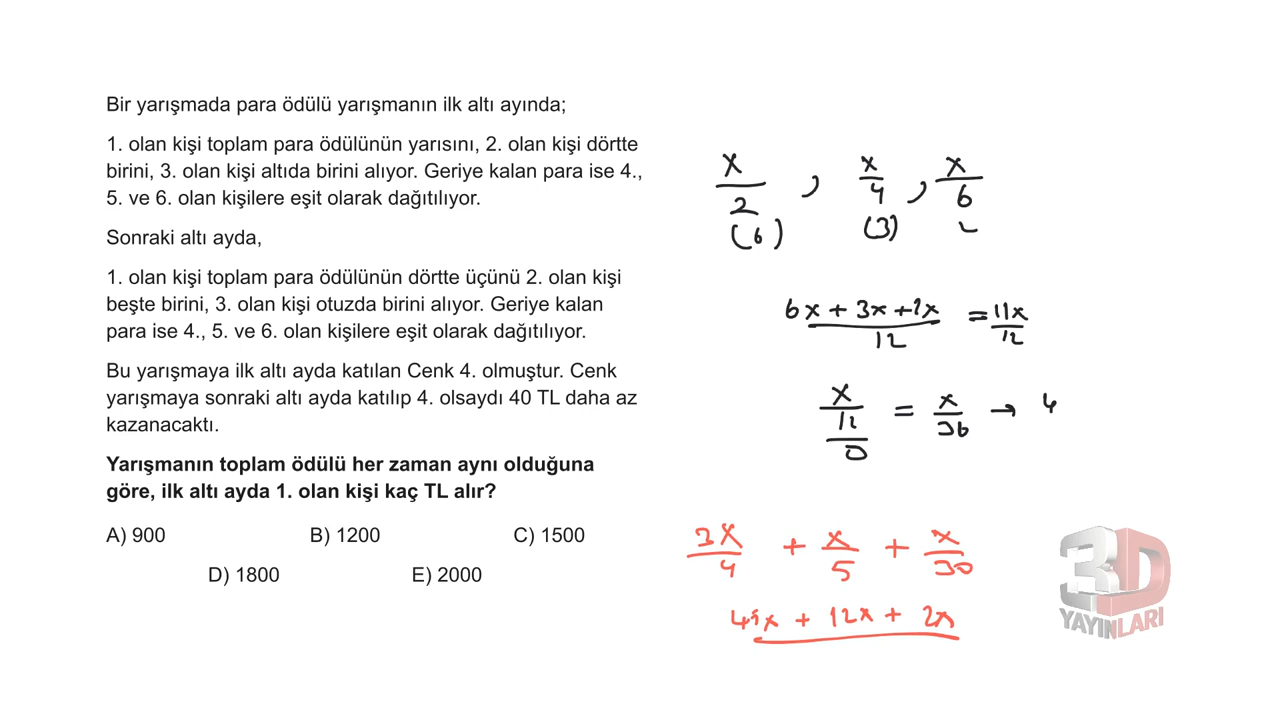 Bir yarışmada para ödülü yarışmanın ilk altı ayında;
1. olan kişi toplam para ödülünün yarısını, 2. olan kişi dörtte
birini, 3. olan kişi altıda birini alıyor. Geriye kalan para ise 4.,
5. ve 6. olan kişilere eşit olarak dağıtılıyor.
Sonraki altı ayda,
1. olan kişi toplam para ödülünün dörtte üçünü 2. olan kişi
beşte birini, 3. olan kişi otuzda birini alıyor. Geriye kalan
para ise 4., 5. ve 6. olan kişilere eşit olarak dağıtılıyor.
Bu yarışmaya ilk altı ayda katılan Cenk 4. olmuştur. Cenk
yarışmaya sonraki altı ayda katılıp 4. olsaydı 40 TL daha az
kazanacaktı.
Yarışmanın toplam ödülü her zaman aynı olduğuna
göre, ilk altı ayda 1. olan kişi kaç TL alır?
A) 900 B) 1200 C) 1500
D) 1800 E) 2000
x/2 , x/4 , x/6
(6) (3) 2
6x + 3x + 2x / 12 = 11x/12
x/12 / 3 = x/36 → 4
3x/4 + x/5 + x/30
45x + 12x + 2x
3D
YAYINLARI